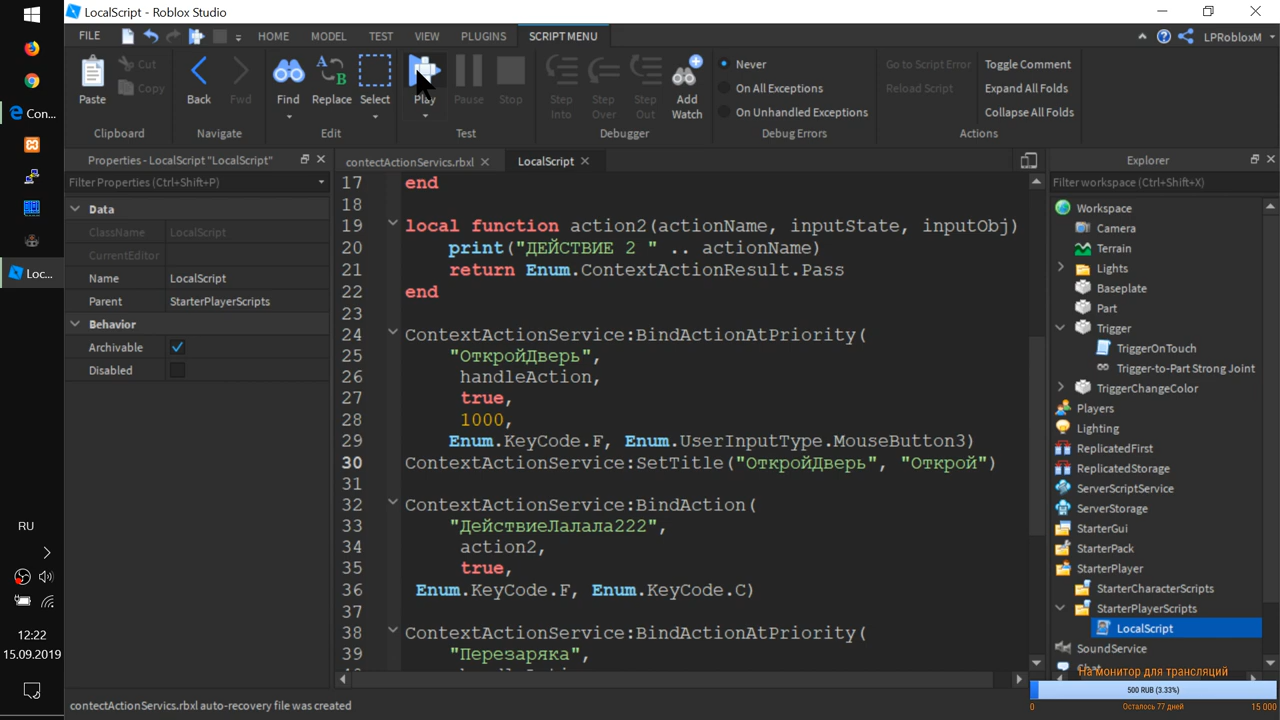 LocalScript - Roblox Studio
FILE
HOME
MODEL
TEST
VIEW
PLUGINS
SCRIPT MENU
LPRobloxM
Paste
Cut
Copy
Clipboard
Back
Fwd
Navigate
Find
Replace
Select
Edit
Play
Pause
Stop
Test
Step Into
Step Over
Step Out
Add Watch
Debugger
Never
On All Exceptions
On Unhandled Exceptions
Debug Errors
Go to Script Error
Reload Script
Toggle Comment
Expand All Folds
Collapse All Folds
Actions
Con...
Loc...
RU
12:22
15.09.2019
Properties - LocalScript "LocalScript"
Filter Properties (Ctrl+Shift+P)
Data
ClassName LocalScript
CurrentEditor
Name LocalScript
Parent StarterPlayerScripts
Behavior
Archivable
Disabled
contectActionServics.rbxl
LocalScript
17 end
18
19 local function action2(actionName, inputState, inputObj)
20 print("ДЕЙСТВИЕ 2 " .. actionName)
21 return Enum.ContextActionResult.Pass
22 end
23
24 ContextActionService:BindActionAtPriority(
25 "ОткройДверь",
26 handleAction,
27 true,
28 1000,
29 Enum.KeyCode.F, Enum.UserInputType.MouseButton3)
30 ContextActionService:SetTitle("ОткройДверь", "Открой")
31
32 ContextActionService:BindAction(
33 "ДействиеЛалала222",
34 action2,
35 true,
36 Enum.KeyCode.F, Enum.KeyCode.C)
37
38 ContextActionService:BindActionAtPriority(
39 "Перезаряка",
Explorer
Filter workspace (Ctrl+Shift+X)
Workspace
Camera
Terrain
Lights
Baseplate
Part
Trigger
TriggerOnTouch
Trigger-to-Part Strong Joint
TriggerChangeColor
Players
Lighting
ReplicatedFirst
ReplicatedStorage
ServerScriptService
ServerStorage
StarterGui
StarterPack
StarterPlayer
StarterCharacterScripts
StarterPlayerScripts
LocalScript
SoundService
Chat
На монитор для трансляций
500 RUB (3.33%)
0 Осталось 77 дней 15 000
contectActionServics.rbxl auto-recovery file was created